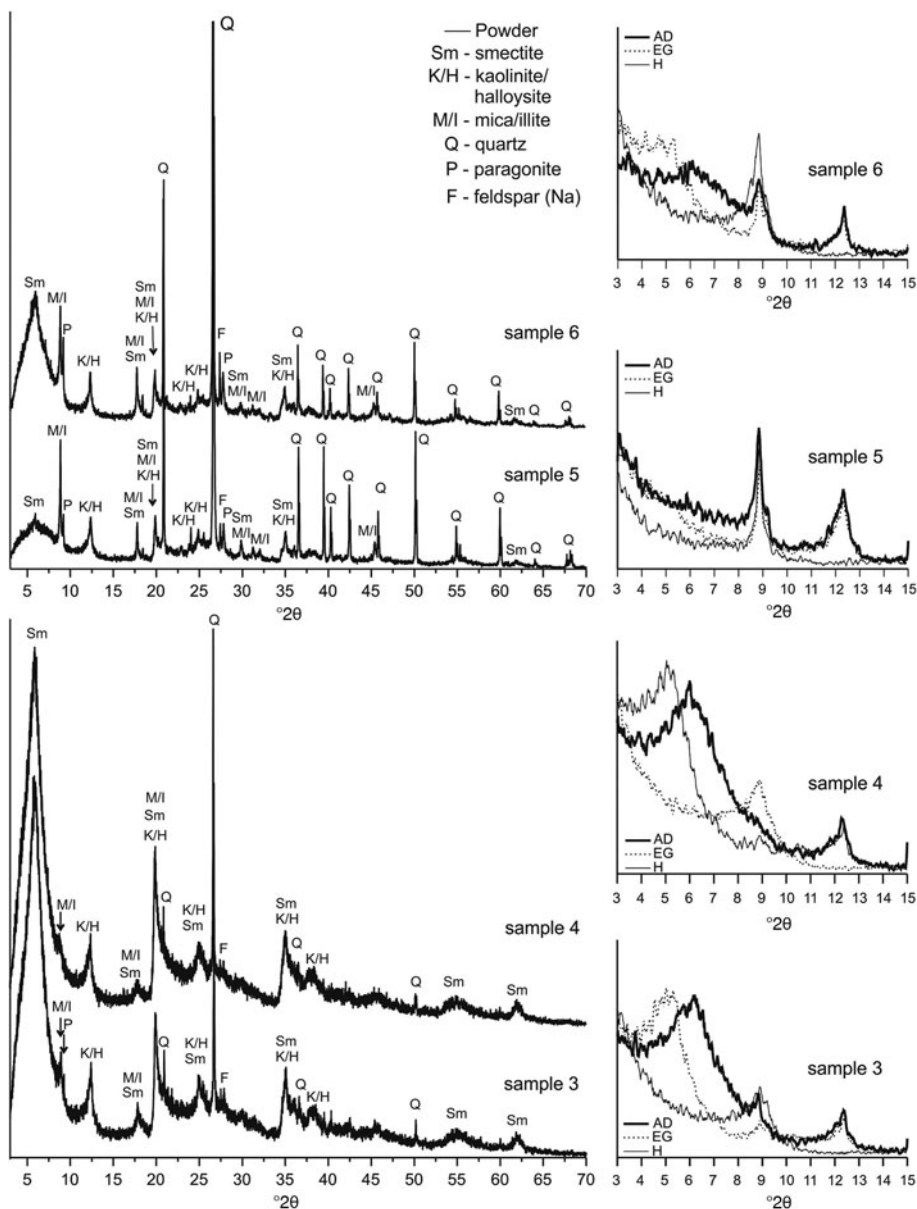 Q
— Powder
Sm - smectite
K/H - kaolinite/
halloysite
M/I - mica/illite
Q - quartz
P - paragonite
F - feldspar (Na)
Q
Sm
M/I
P
K/H
M/I
Sm
Sm
M/I
K/H
K/H
K/H
F
P
Sm
M/I
M/I
Sm
K/H
Q
Q
Q
Q
M/I
Q
Q
Q
Q
Sm
Q
Q
sample 6
Sm
M/I
P
K/H
M/I
Sm
Sm
M/I
K/H
K/H
K/H
F
P
Sm
M/I
M/I
Sm
K/H
Q
Q
Q
Q
M/I
Q
Q
Q
Q
Sm
Q
Q
sample 5
5 10 15 20 25 30 35 40 45 50 55 60 65 70
°2θ
Sm
M/I
K/H
M/I
Sm
M/I
Sm
K/H
Q
K/H
Sm
Q
F
Sm
K/H
Q
K/H
Q
Sm
Sm
sample 4
M/I
P
K/H
M/I
Sm
Q
K/H
Sm
F
Sm
K/H
Q
K/H
Q
Sm
Sm
sample 3
5 10 15 20 25 30 35 40 45 50 55 60 65 70
°2θ
AD
EG
H
sample 6
3 4 5 6 7 8 9 10 11 12 13 14 15
°2θ
AD
EG
H
sample 5
3 4 5 6 7 8 9 10 11 12 13 14 15
°2θ
sample 4
AD
EG
H
3 4 5 6 7 8 9 10 11 12 13 14 15
°2θ
sample 3
AD
EG
H
3 4 5 6 7 8 9 10 11 12 13 14 15
°2θ